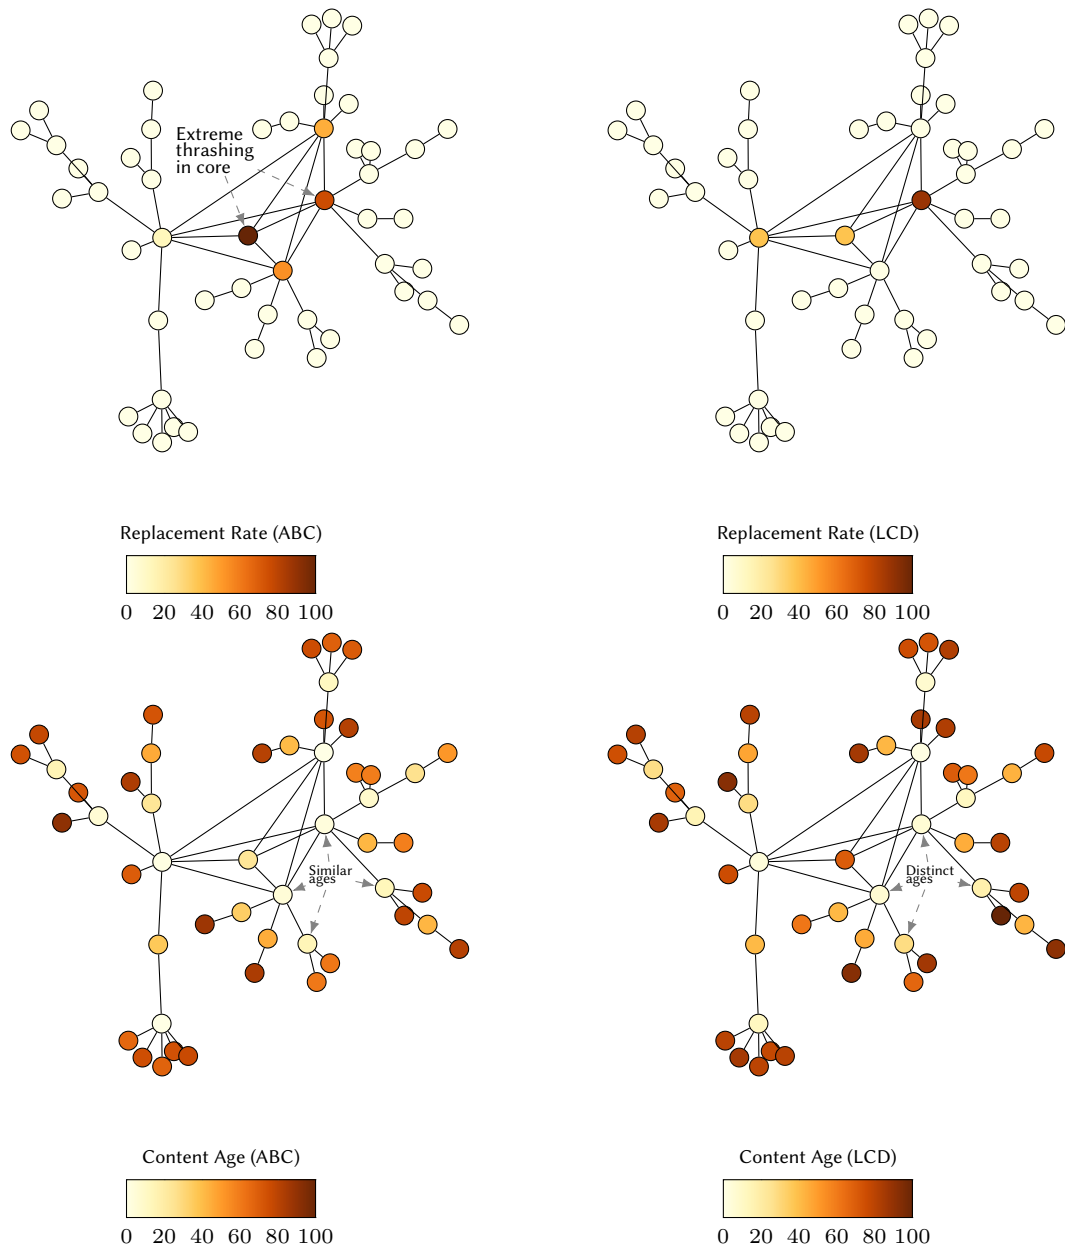 Extreme
thrashing
in core
Replacement Rate (ABC)
0 20 40 60 80 100
Replacement Rate (LCD)
0 20 40 60 80 100
Similar
ages
Distinct
ages
Content Age (ABC)
0 20 40 60 80 100
Content Age (LCD)
0 20 40 60 80 100